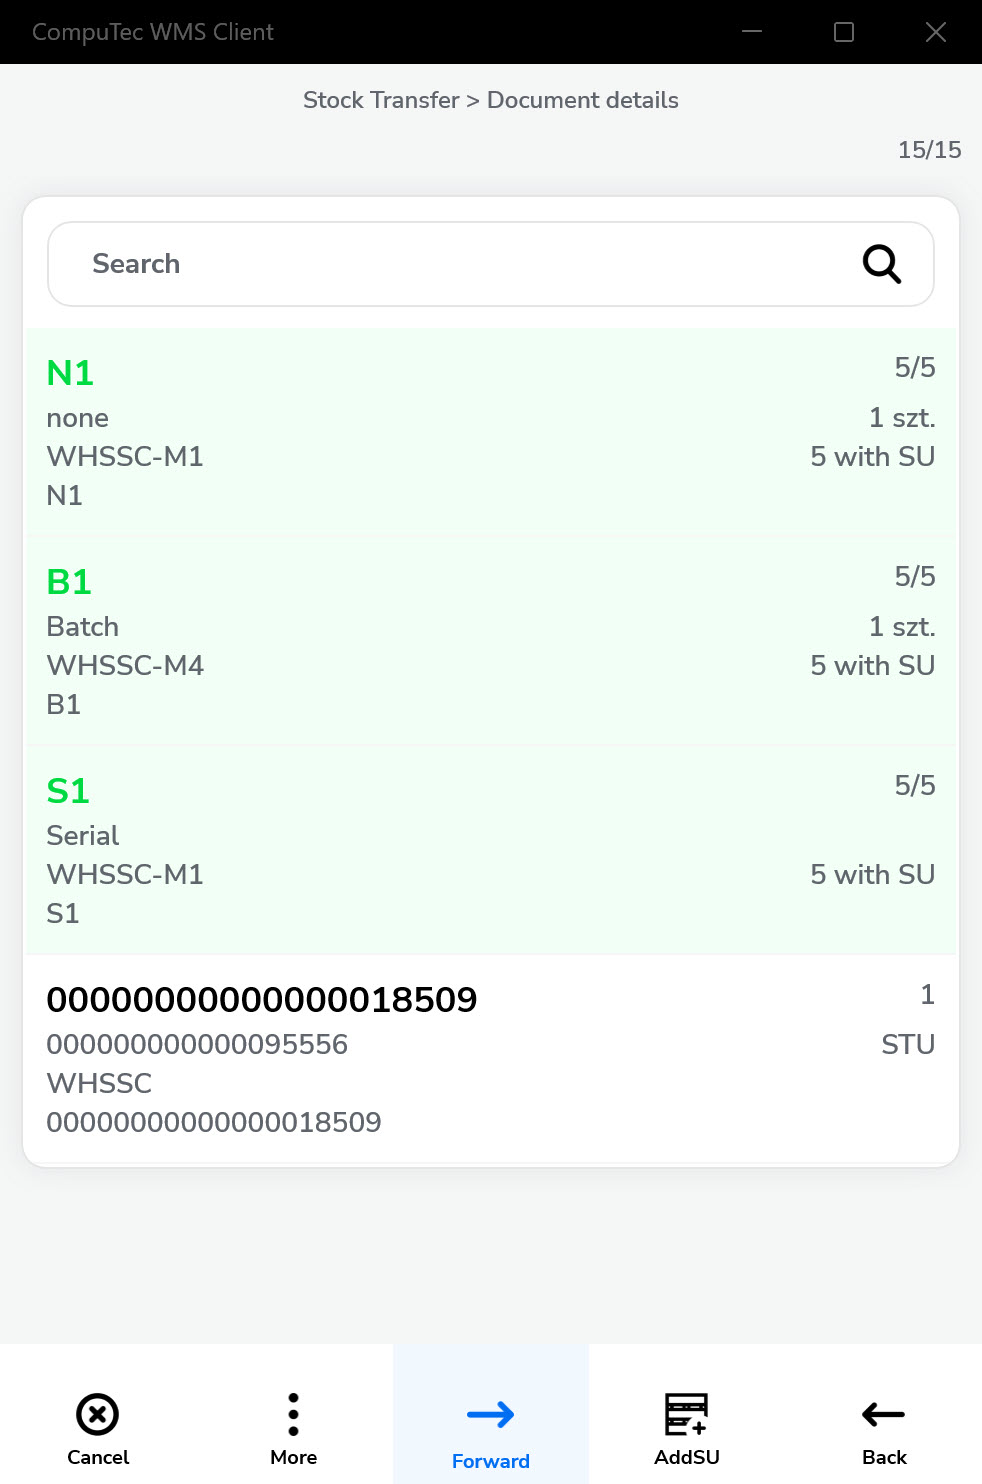 CompuTec WMS Client
Stock Transfer > Document details
15/15
Search
N1 5/5
none 1 szt.
WHSSC-M1 5 with SU
N1
B1 5/5
Batch 1 szt.
WHSSC-M4 5 with SU
B1
S1 5/5
Serial
WHSSC-M1 5 with SU
S1
00000000000000018509 1
000000000000095556 STU
WHSSC
00000000000000018509
Cancel More Forward AddSU Back